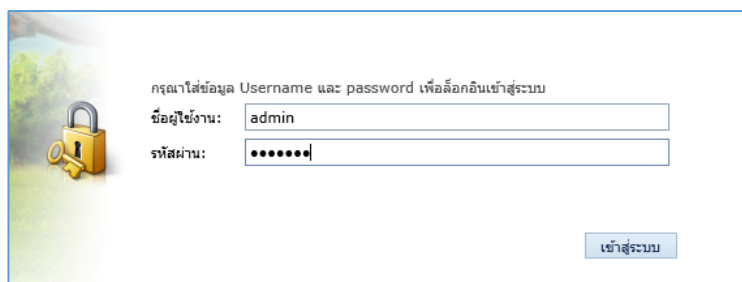 กรุณาใส่ข้อมูล Username และ password เพื่อล็อกอินเข้าสู่ระบบ
ชื่อผู้ใช้งาน: admin
รหัสผ่าน: •••••••
เข้าสู่ระบบ